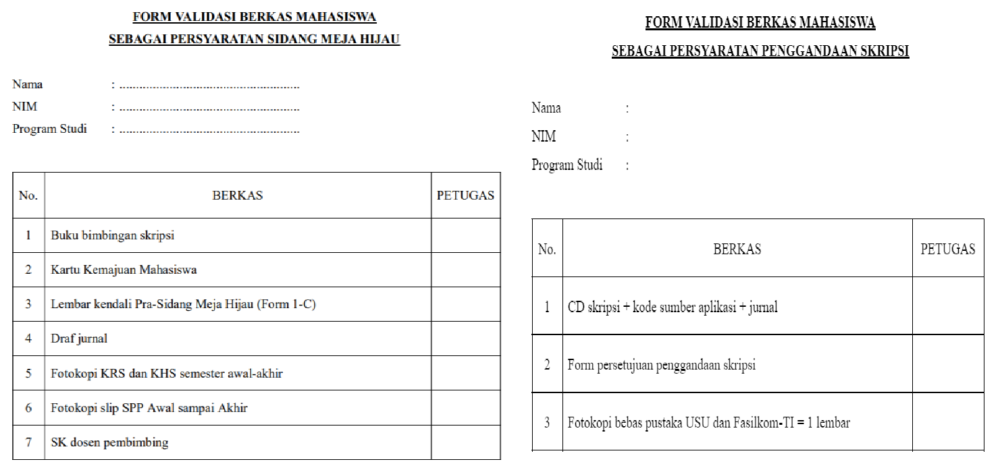 FORM VALIDASI BERKAS MAHASISWA
SEBAGAI PERSYARATAN SIDANG MEJA HIJAU
Nama : ......................................................
NIM : ......................................................
Program Studi : ......................................................
No. BERKAS PETUGAS
1 Buku bimbingan skripsi
2 Kartu Kemajuan Mahasiswa
3 Lembar kendali Pra-Sidang Meja Hijau (Form 1-C)
4 Draf jurnal
5 Fotokopi KRS dan KHS semester awal-akhir
6 Fotokopi slip SPP Awal sampai Akhir
7 SK dosen pembimbing
FORM VALIDASI BERKAS MAHASISWA
SEBAGAI PERSYARATAN PENGGANDAAN SKRIPSI
Nama :
NIM :
Program Studi :
No. BERKAS PETUGAS
1 CD skripsi + kode sumber aplikasi + jurnal
2 Form persetujuan penggandaan skripsi
3 Fotokopi bebas pustaka USU dan Fasilkom-TI = 1 lembar